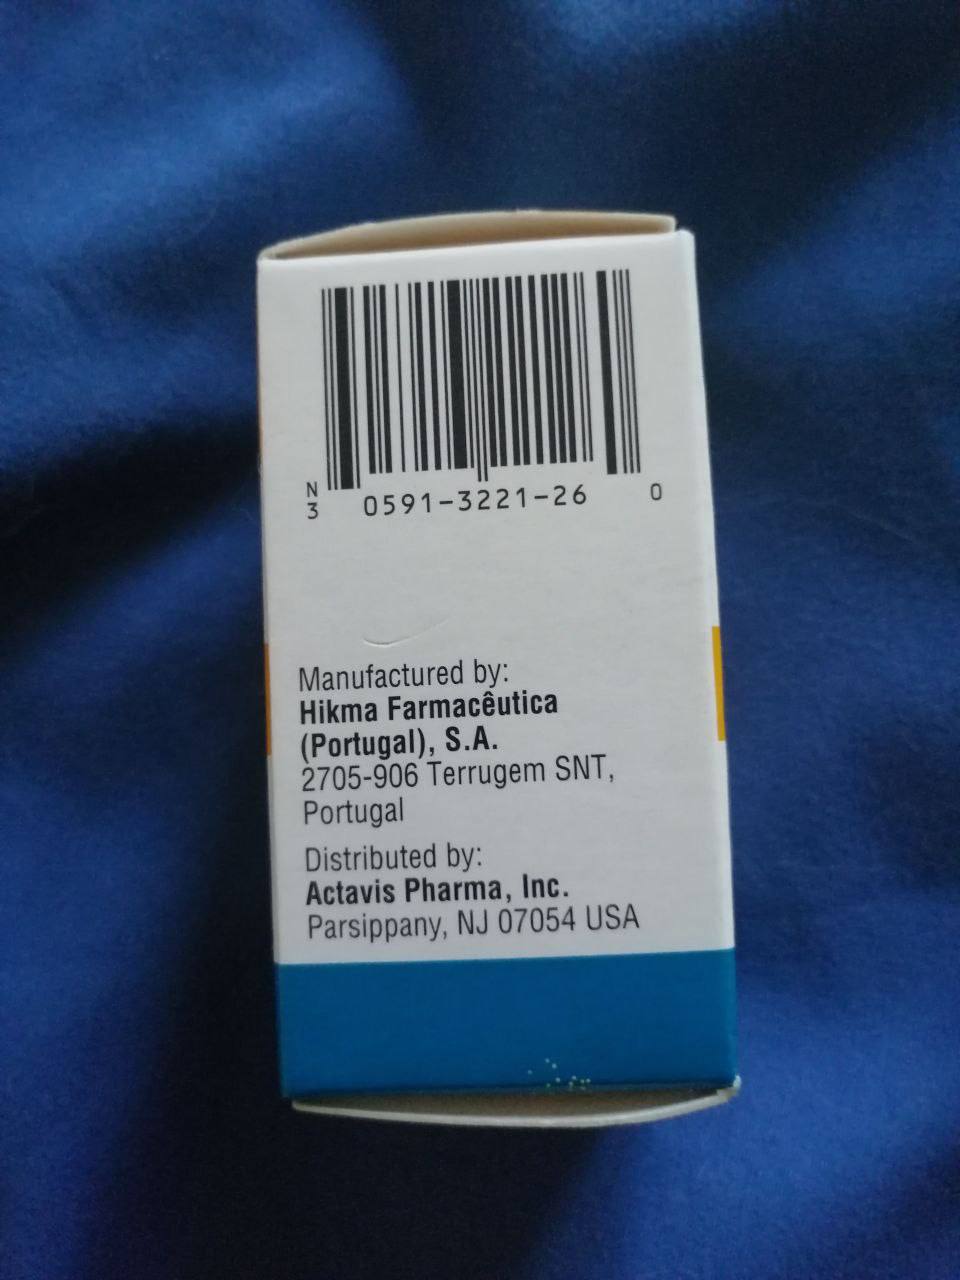 N
3
0591-3221-26
0
Manufactured by:
Hikma Farmacêutica
(Portugal), S.A.
2705-906 Terrugem SNT,
Portugal
Distributed by:
Actavis Pharma, Inc.
Parsippany, NJ 07054 USA